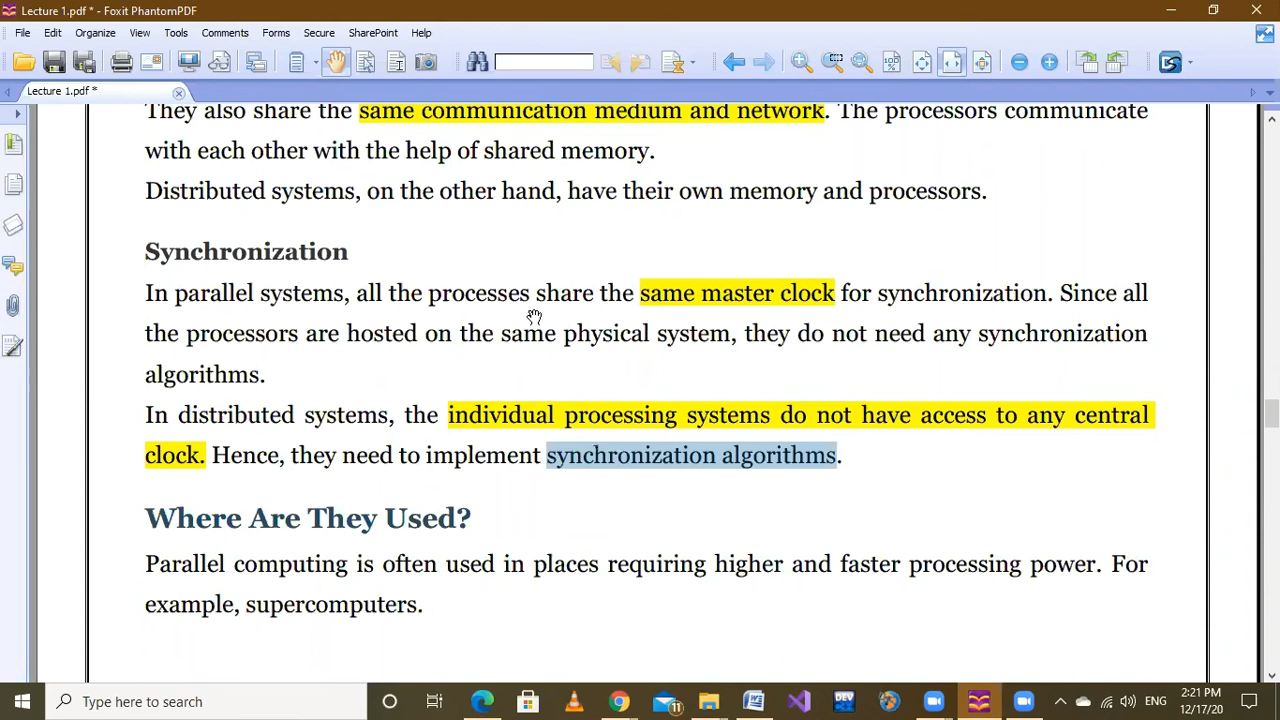 Lecture 1.pdf * - Foxit PhantomPDF
File Edit Organize View Tools Comments Forms Secure SharePoint Help
Lecture 1.pdf *
They also share the same communication medium and network. The processors communicate
with each other with the help of shared memory.
Distributed systems, on the other hand, have their own memory and processors.
Synchronization
In parallel systems, all the processes share the same master clock for synchronization. Since all
the processors are hosted on the same physical system, they do not need any synchronization
algorithms.
In distributed systems, the individual processing systems do not have access to any central
clock. Hence, they need to implement synchronization algorithms.
Where Are They Used?
Parallel computing is often used in places requiring higher and faster processing power. For
example, supercomputers.
Type here to search
11
DEV
ENG
2:21 PM
12/17/20